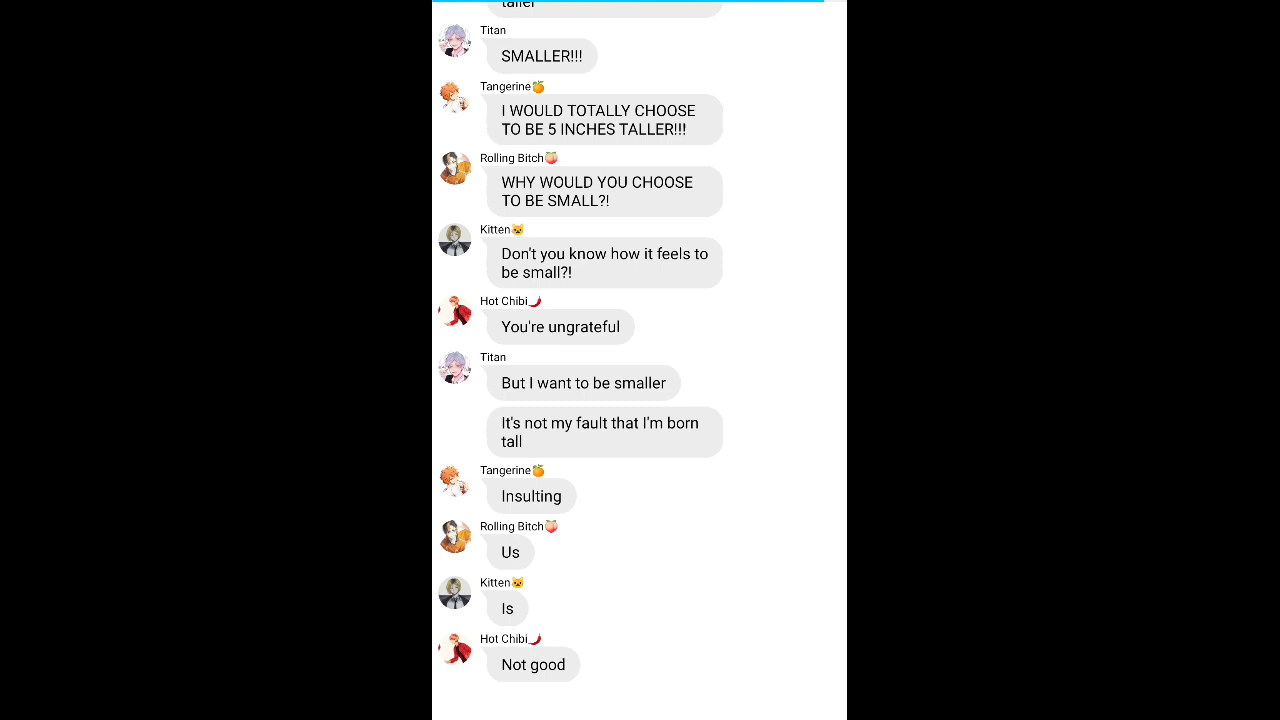 taller
Titan
SMALLER!!!
Tangerine🍊
I WOULD TOTALLY CHOOSE
TO BE 5 INCHES TALLER!!!
Rolling Bitch🍑
WHY WOULD YOU CHOOSE
TO BE SMALL?!
Kitten🐱
Don't you know how it feels to
be small?!
Hot Chibi🌶️
You're ungrateful
Titan
But I want to be smaller
It's not my fault that I'm born
tall
Tangerine🍊
Insulting
Rolling Bitch🍑
Us
Kitten🐱
Is
Hot Chibi🌶️
Not good